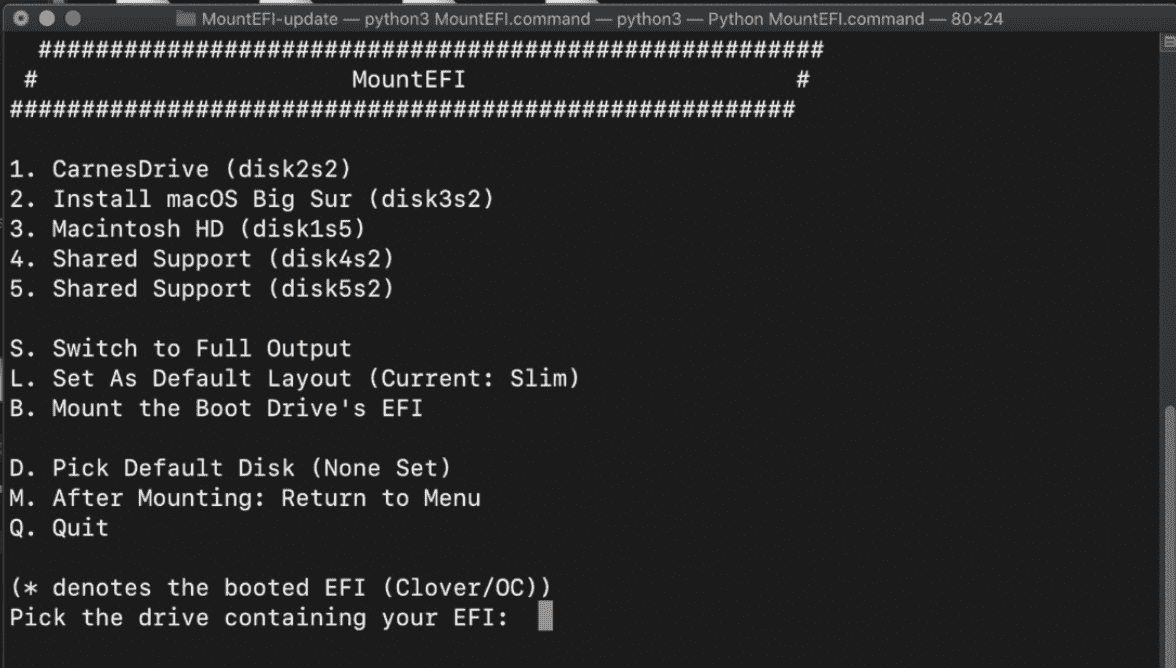 MountEFI-update — python3 MountEFI.command — python3 — Python MountEFI.command — 80×24
#######################################################
# MountEFI #
#######################################################
1. CarnesDrive (disk2s2)
2. Install macOS Big Sur (disk3s2)
3. Macintosh HD (disk1s5)
4. Shared Support (disk4s2)
5. Shared Support (disk5s2)
S. Switch to Full Output
L. Set As Default Layout (Current: Slim)
B. Mount the Boot Drive's EFI
D. Pick Default Disk (None Set)
M. After Mounting: Return to Menu
Q. Quit
(* denotes the booted EFI (Clover/OC))
Pick the drive containing your EFI: